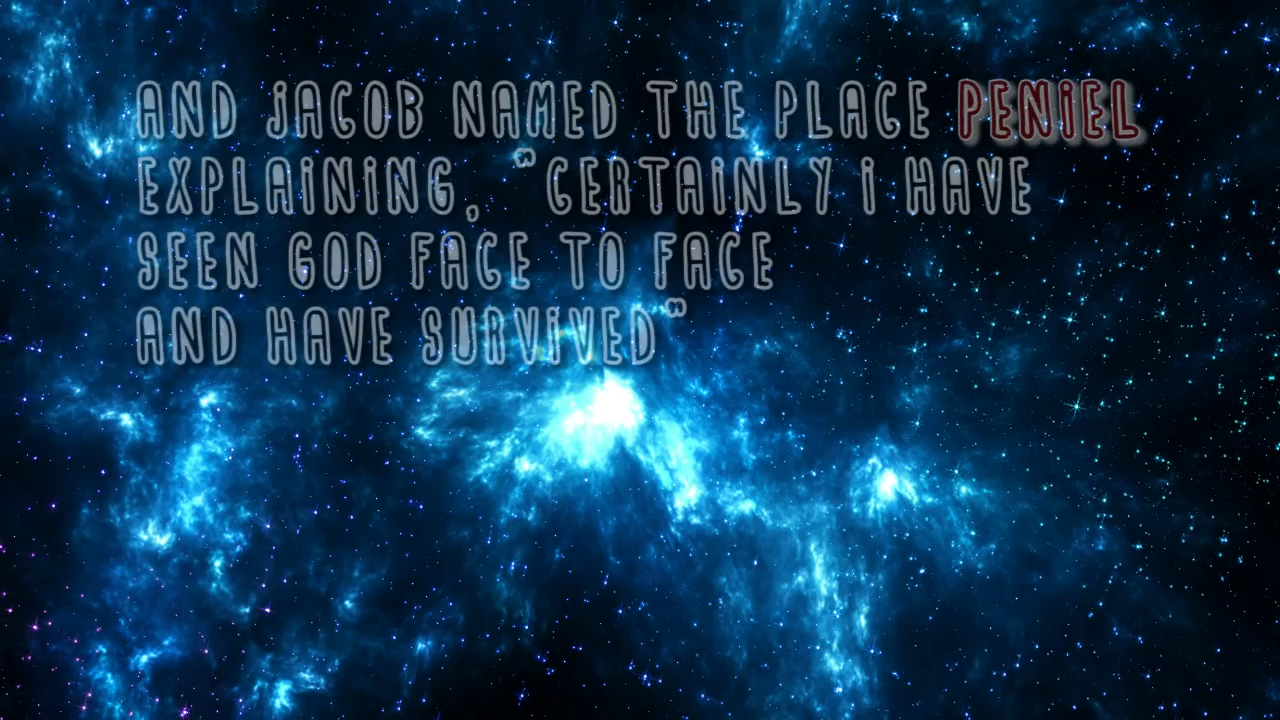 AND JACOB NAMED THE PLACE PENIEL
EXPLAINING, "CERTAINLY I HAVE
SEEN GOD FACE TO FACE
AND HAVE SURVIVED"